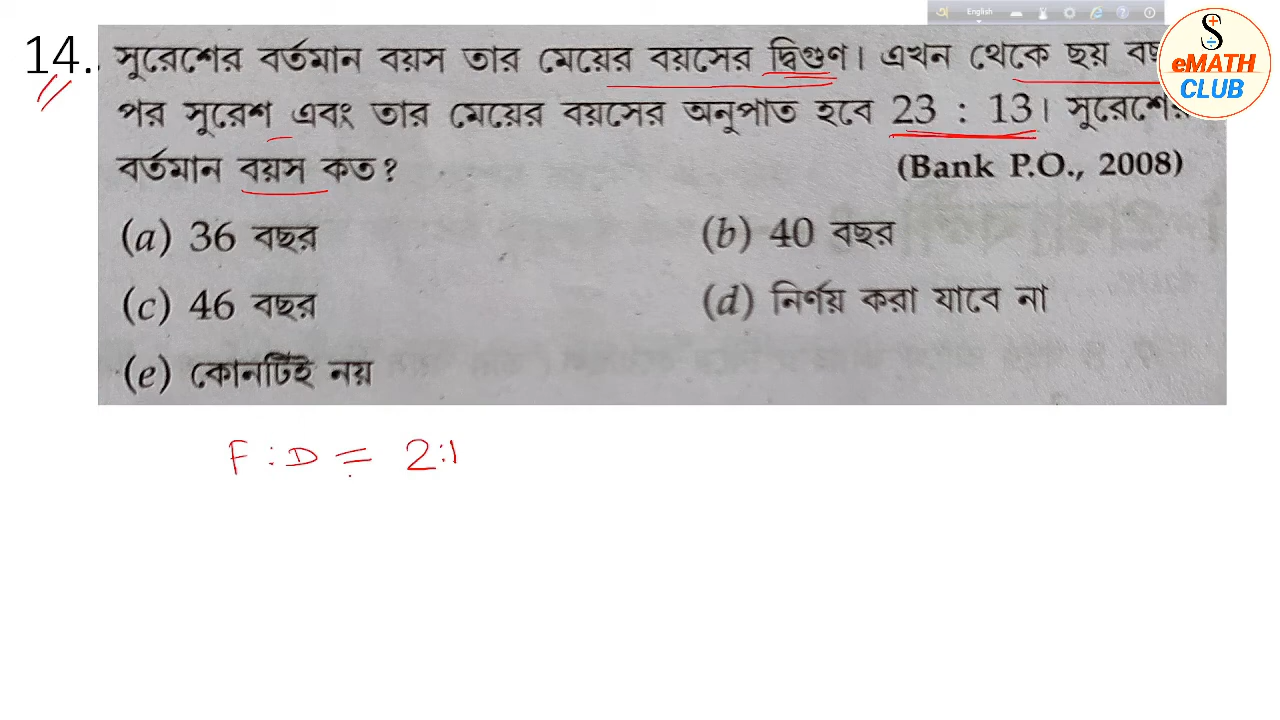 English
14. সুরেশের বর্তমান বয়স তার মেয়ের বয়সের দ্বিগুণ। এখন থেকে ছয়
পর সুরেশ এবং তার মেয়ের বয়সের অনুপাত হবে 23 : 13। সুরেশের
বর্তমান বয়স কত? (Bank P.O., 2008)
(a) 36 বছর (b) 40 বছর
(c) 46 বছর (d) নির্ণয় করা যাবে না
(e) কোনটিই নয়
F : D = 2:1
S
eMATH
CLUB